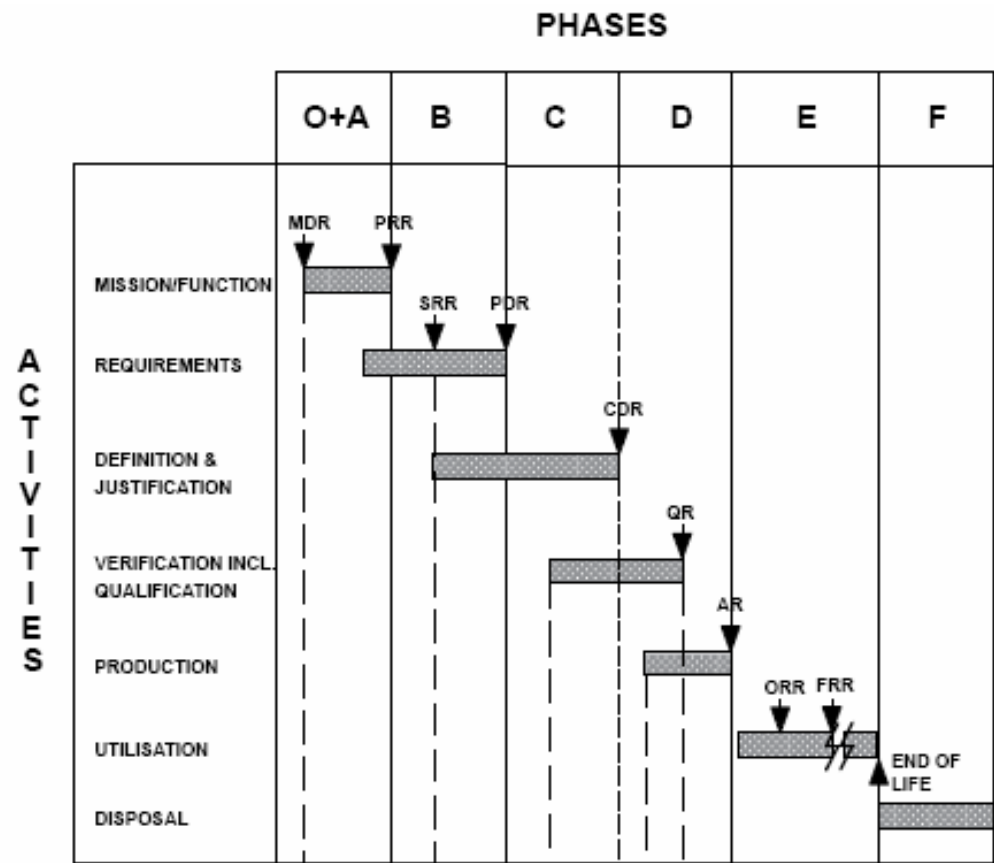 PHASES
O+A B C D E F
MDR PRR
MISSION/FUNCTION
SRR PDR
REQUIREMENTS
CDR
DEFINITION &
JUSTIFICATION
QR
VERIFICATION INCL.
QUALIFICATION
AR
PRODUCTION
ORR FRR
UTILISATION
END OF
LIFE
DISPOSAL
ACTIVITIES